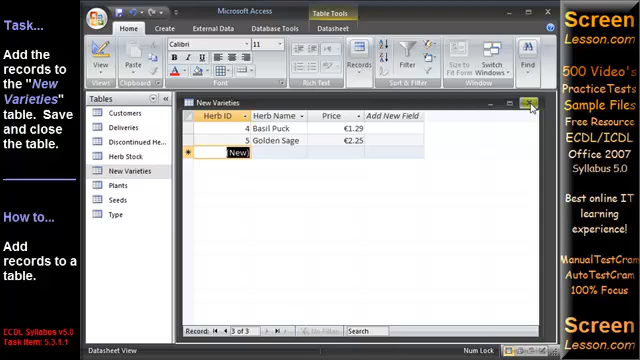 Task...
Add the
records to
the "New
Varieties"
table. Save
and close
the table.
How to...
Add
records to a
table.
ECDL Syllabus v5.0
Task Item: 5.3.1.1
Microsoft Access
Table Tools
Home
Create
External Data
Database Tools
Datasheet
View
Paste
Calibri
11
Records
Filter
Find
Switch
Windows
Views
Clipboard
Font
Rich Text
Sort & Filter
Window
Tables
Customers
Deliveries
Discontinued He...
Herb Stock
New Varieties
Plants
Seeds
Type
New Varieties
Herb ID
Herb Name
Price
Add New Field
4 Basil Puck €1.29
5 Golden Sage €2.25
(New)
Record:
3 of 3
No Filter
Search
Datasheet View
Num Lock
Screen
Lesson.com
500 Video's
PracticeTests
Sample Files
Free Resource
ECDL/ICDL
Office 2007
Syllabus 5.0
Best online IT
learning
experience!
ManualTestCram
AutoTestCram
100% Focus
Screen
Lesson.com